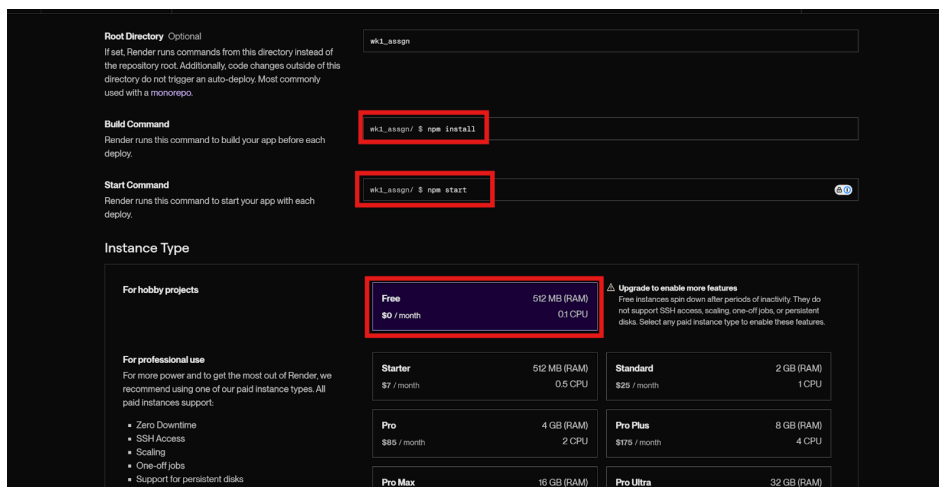 Root Directory Optional
If set, Render runs commands from this directory instead of
the repository root. Additionally, code changes outside of this
directory do not trigger an auto-deploy. Most commonly
used with a monorepo.
wk1_assgn
Build Command
Render runs this command to build your app before each
deploy.
wk1_assgn/ $ npm install
Start Command
Render runs this command to start your app with each
deploy.
wk1_assgn/ $ npm start
Instance Type
For hobby projects
Free 512 MB (RAM)
$0 / month 0.1 CPU
Upgrade to enable more features
Free instances spin down after periods of inactivity. They do
not support SSH access, scaling, one-off jobs, or persistent
disks. Select any paid instance type to enable these features.
For professional use
For more power and to get the most out of Render, we
recommend using one of our paid instance types. All
paid instances support:
▪ Zero Downtime
▪ SSH Access
▪ Scaling
▪ One-off jobs
▪ Support for persistent disks
Starter 512 MB (RAM)
$7 / month 0.5 CPU
Standard 2 GB (RAM)
$25 / month 1 CPU
Pro 4 GB (RAM)
$85 / month 2 CPU
Pro Plus 8 GB (RAM)
$175 / month 4 CPU
Pro Max 16 GB (RAM)
Pro Ultra 32 GB (RAM)